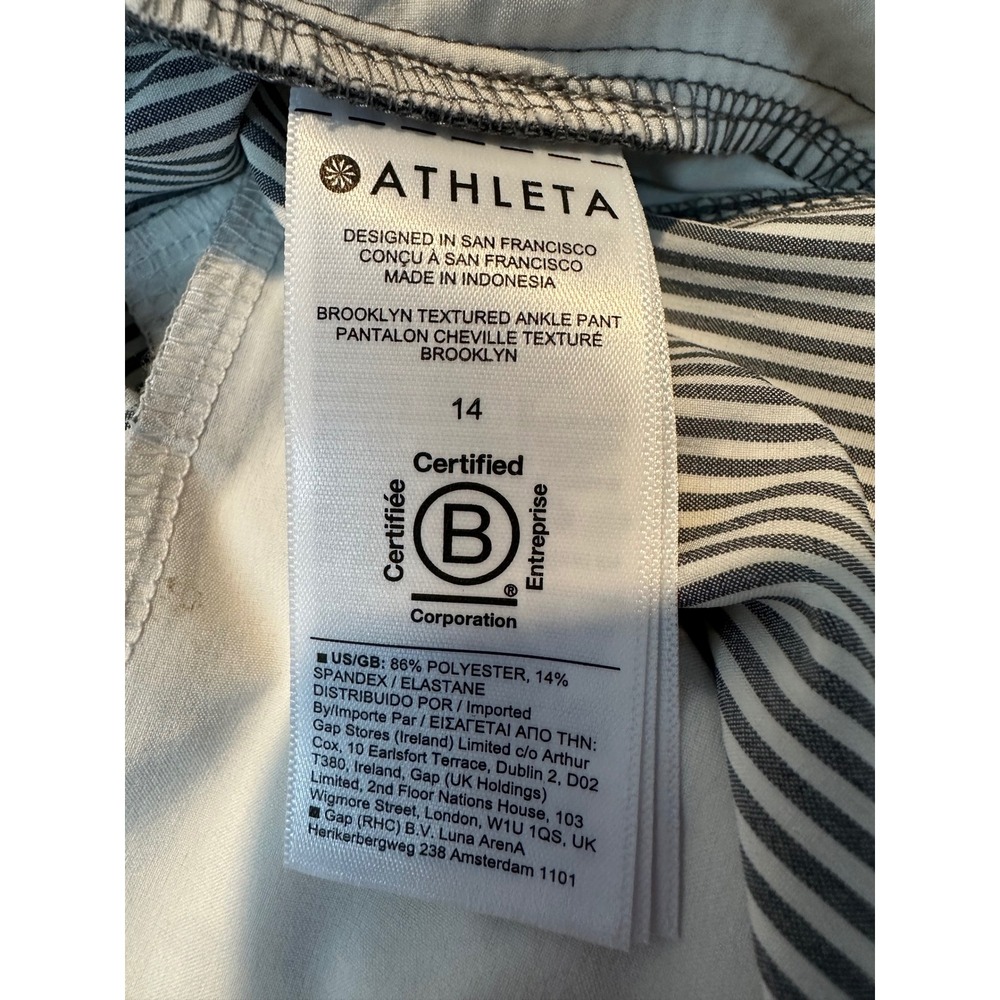 ATHLETA
DESIGNED IN SAN FRANCISCO
CONÇU À SAN FRANCISCO
MADE IN INDONESIA
BROOKLYN TEXTURED ANKLE PANT
PANTALON CHEVILLE TEXTURÉ
BROOKLYN
14
Certified
Certifiée
B
Entreprise
®
Corporation
US/GB: 86% POLYESTER, 14%
SPANDEX / ELASTANE
DISTRIBUIDO POR / Imported
By/Importe Par / ΕΙΣΑΓΕΤΑΙ ΑΠΟ ΤΗΝ:
Gap Stores (Ireland) Limited c/o Arthur
Cox, 10 Earlsfort Terrace, Dublin 2, D02
T380, Ireland, Gap (UK Holdings)
Limited, 2nd Floor Nations House, 103
Wigmore Street, London, W1U 1QS, UK
Gap (RHC) B.V. Luna ArenA
Herikerbergweg 238 Amsterdam 1101